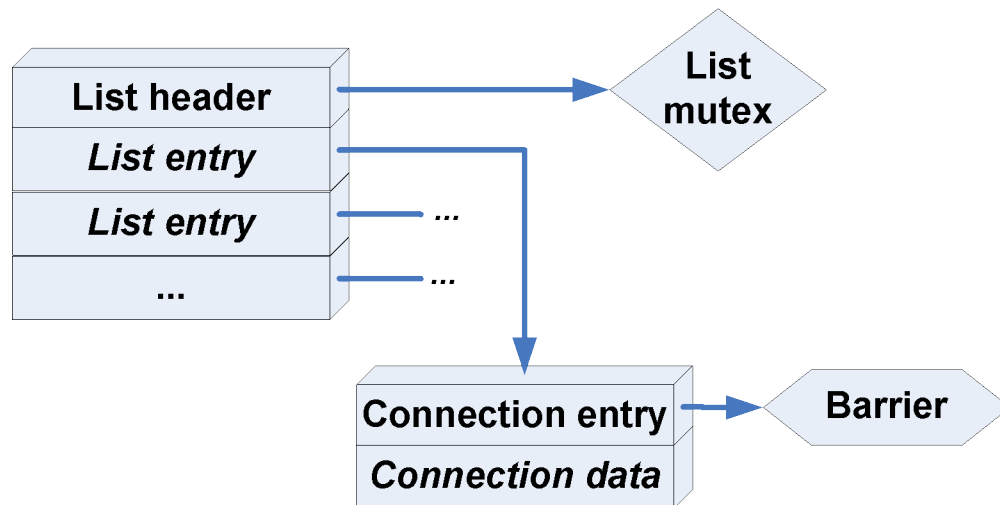 List header
List
mutex
List entry
List entry
...
...
...
Connection entry
Barrier
Connection data